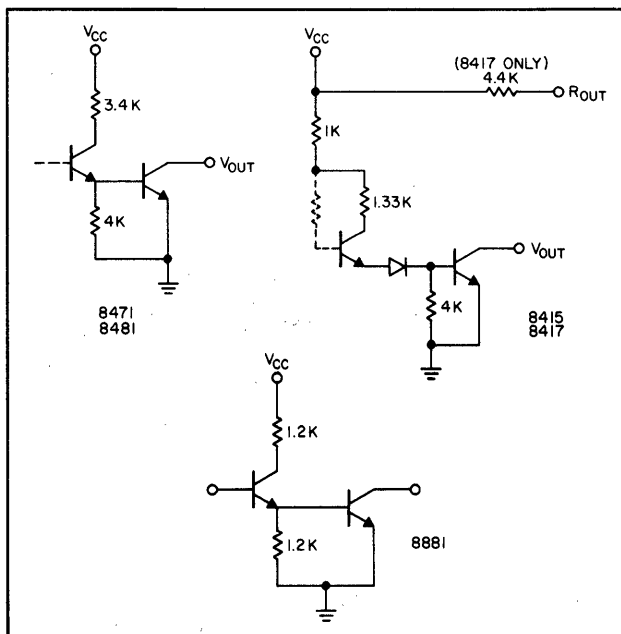 VCC
3.4K
VOUT
4K
8471
8481
VCC
(8417 ONLY)
4.4K
ROUT
1K
1.33K
VOUT
4K
8415
8417
VCC
1.2K
1.2K
8881